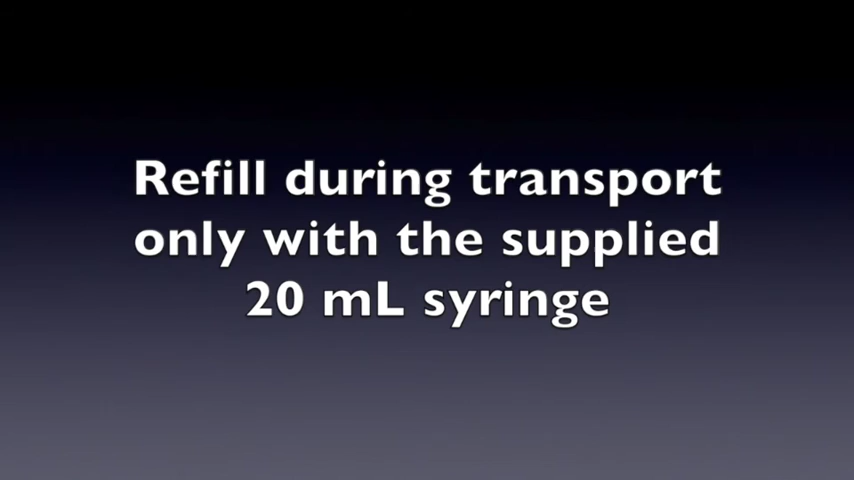 Refill during transport
only with the supplied
20 mL syringe